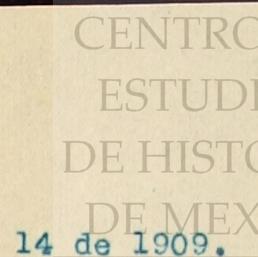 CENTRO
ESTUDI
DE HISTO
DE MEX
14 de 1909.